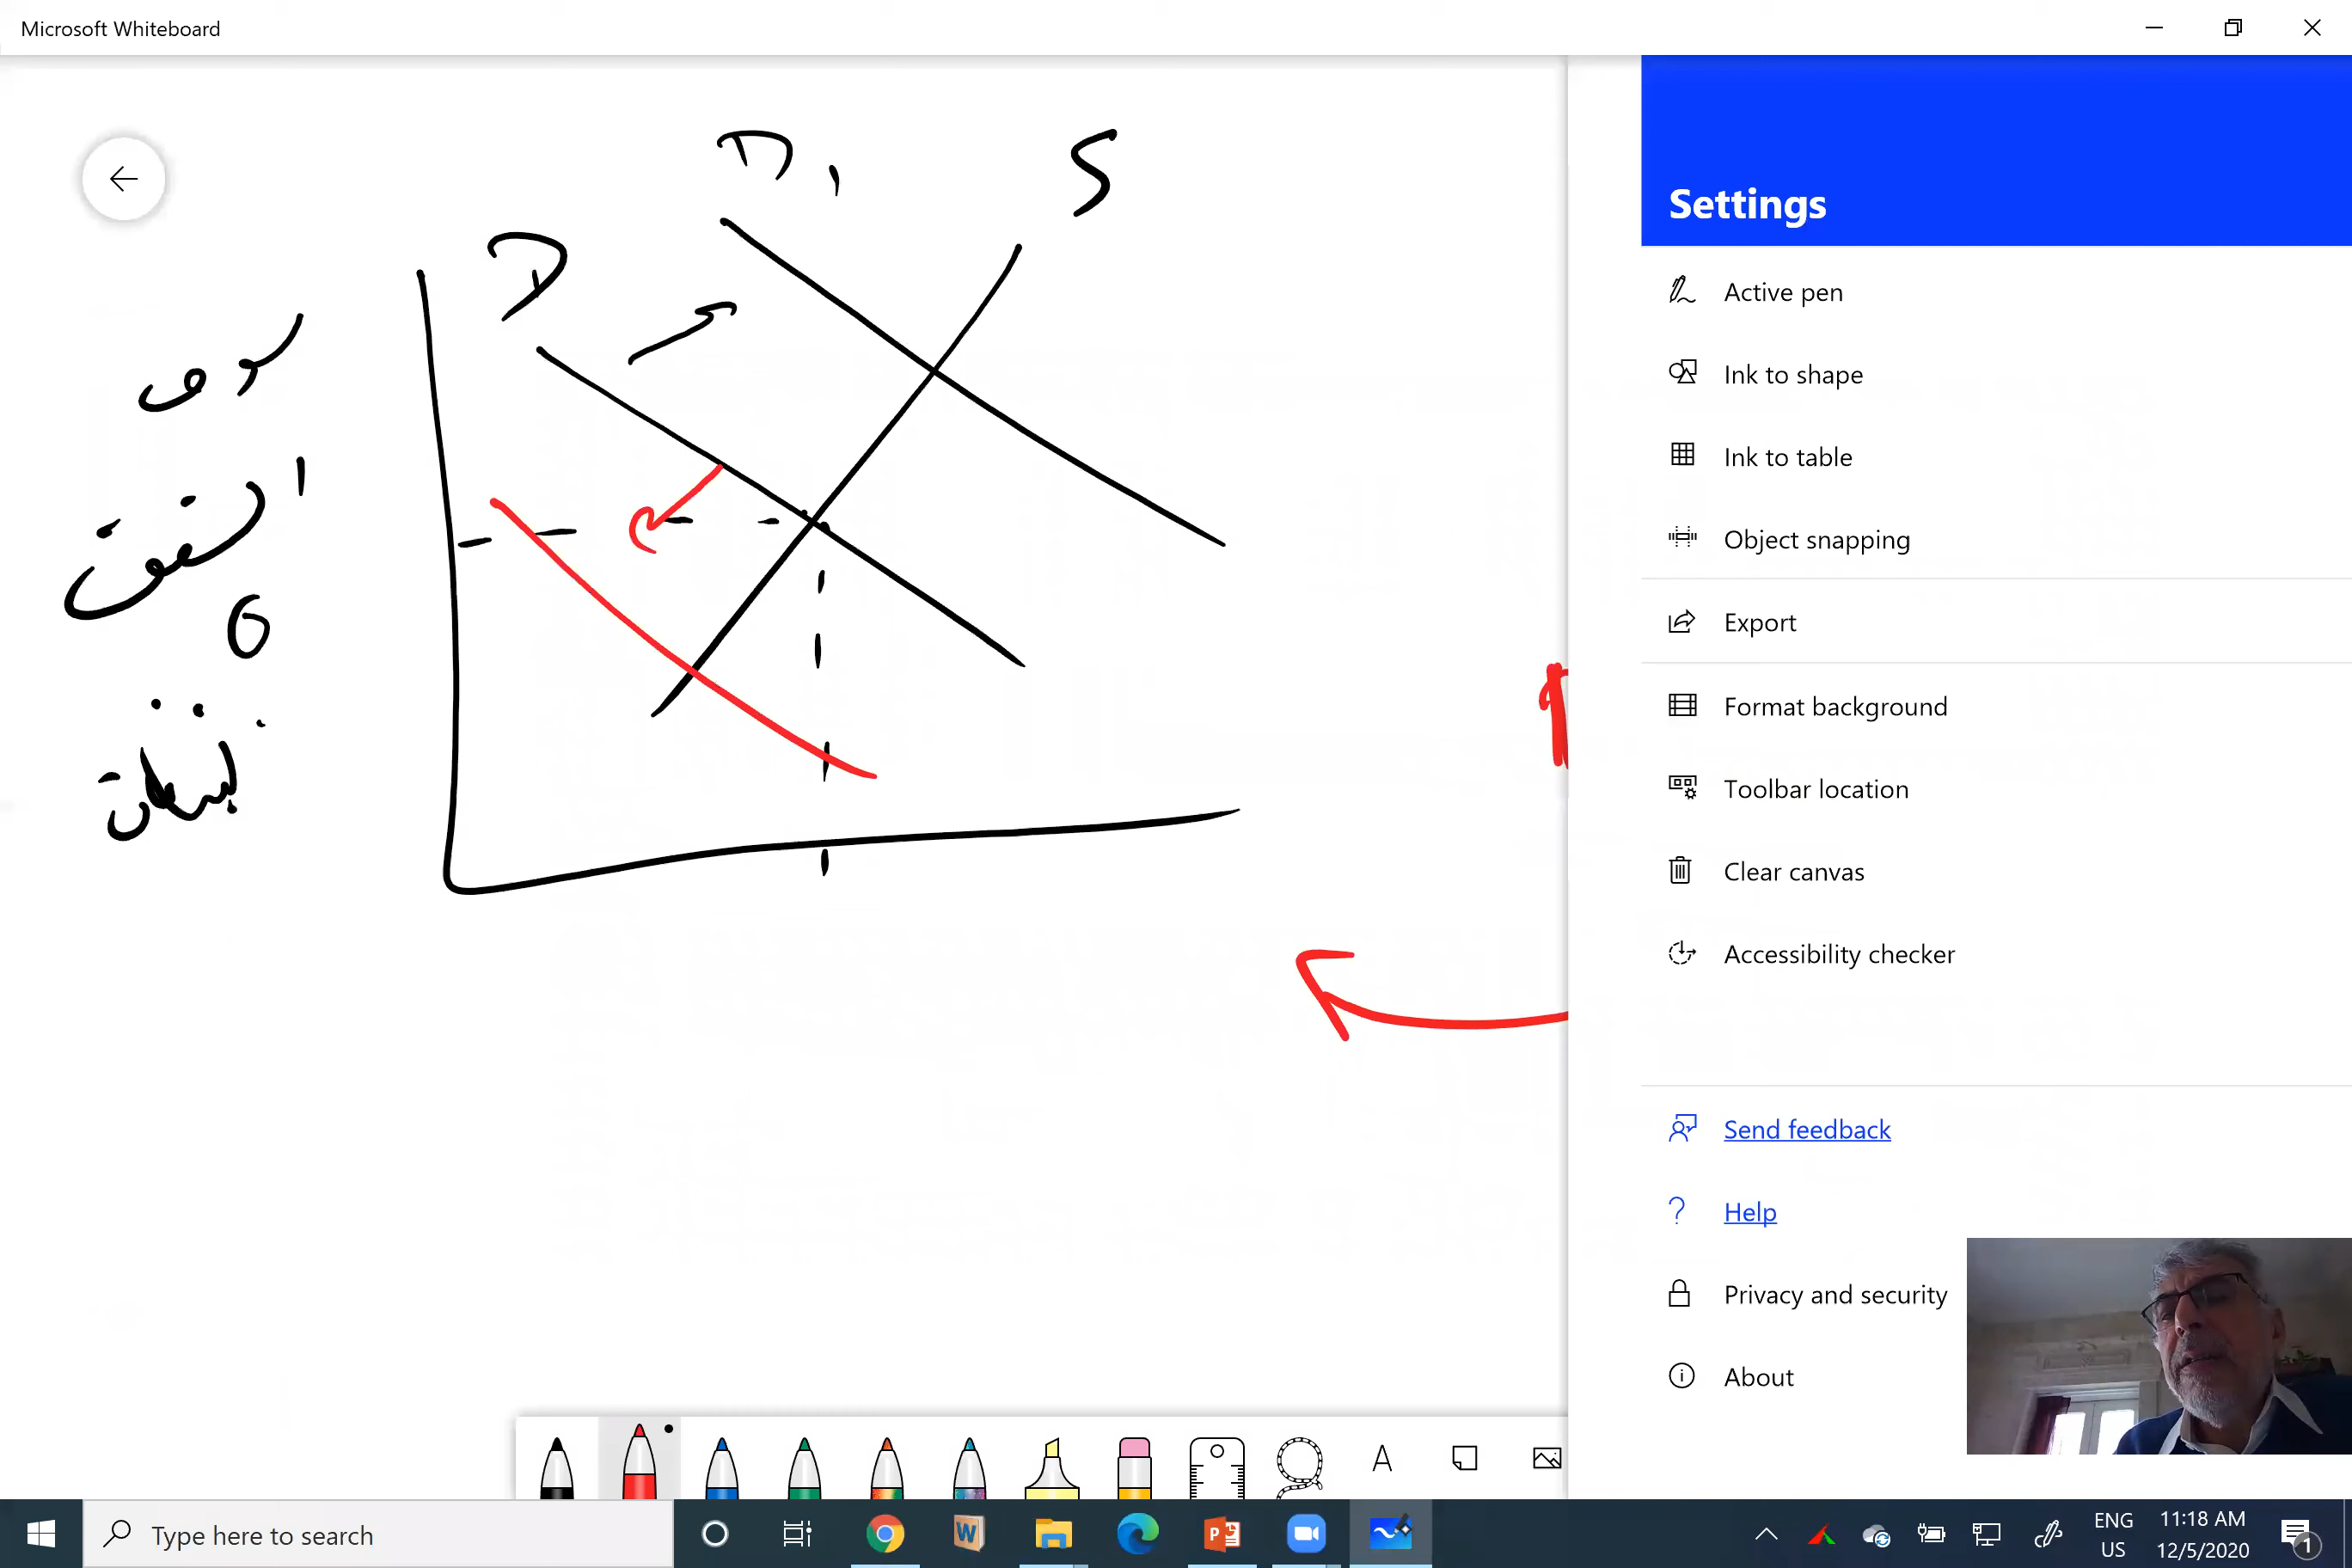 Microsoft Whiteboard
D1
S
D
Settings
Active pen
Ink to shape
Ink to table
Object snapping
Export
Format background
Toolbar location
Clear canvas
Accessibility checker
Send feedback
Help
Privacy and security
About
Type here to search
ENG
US
11:18 AM
12/5/2020
1